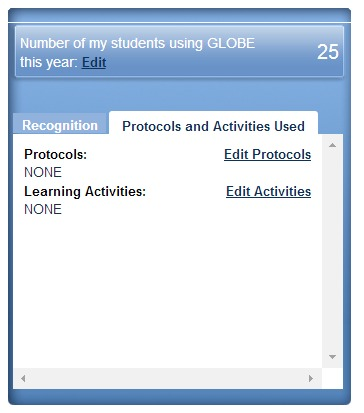 Number of my students using GLOBE
this year: Edit
25
Recognition
Protocols and Activities Used
Protocols:
Edit Protocols
NONE
Learning Activities:
Edit Activities
NONE